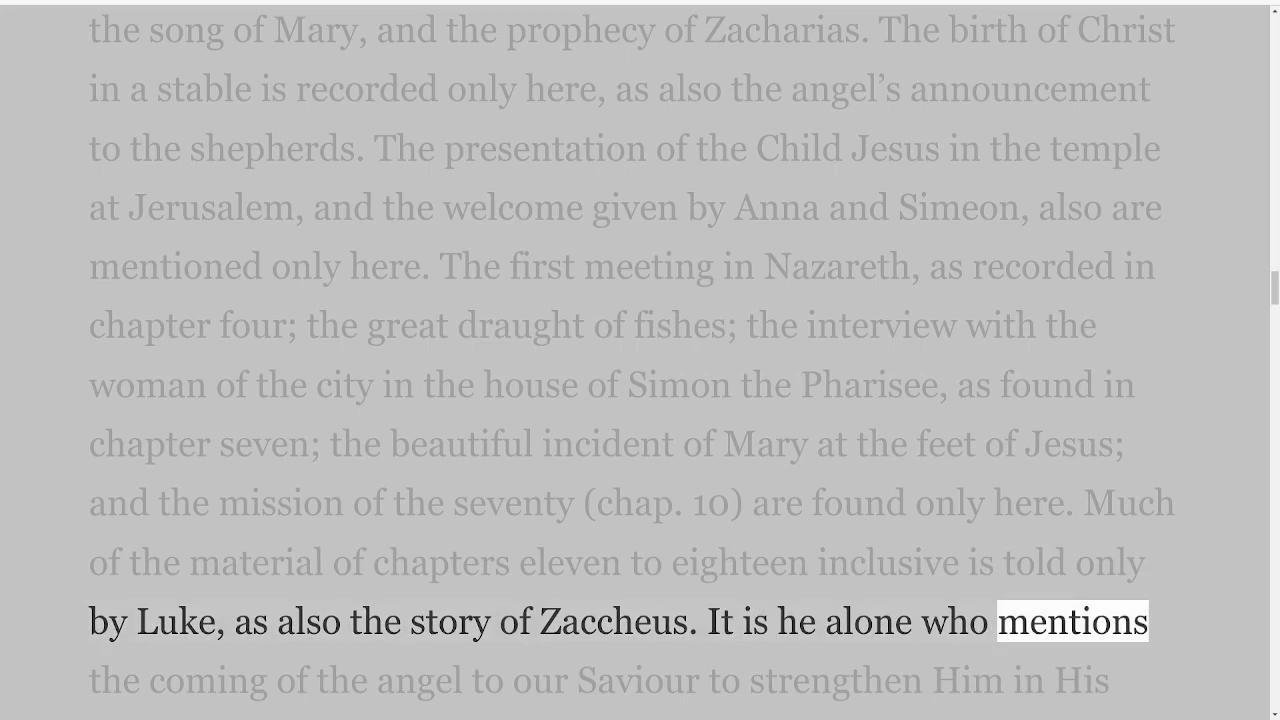 the song of Mary, and the prophecy of Zacharias. The birth of Christ
in a stable is recorded only here, as also the angel’s announcement
to the shepherds. The presentation of the Child Jesus in the temple
at Jerusalem, and the welcome given by Anna and Simeon, also are
mentioned only here. The first meeting in Nazareth, as recorded in
chapter four; the great draught of fishes; the interview with the
woman of the city in the house of Simon the Pharisee, as found in
chapter seven; the beautiful incident of Mary at the feet of Jesus;
and the mission of the seventy (chap. 10) are found only here. Much
of the material of chapters eleven to eighteen inclusive is told only
by Luke, as also the story of Zaccheus. It is he alone who mentions
the coming of the angel to our Saviour to strengthen Him in His